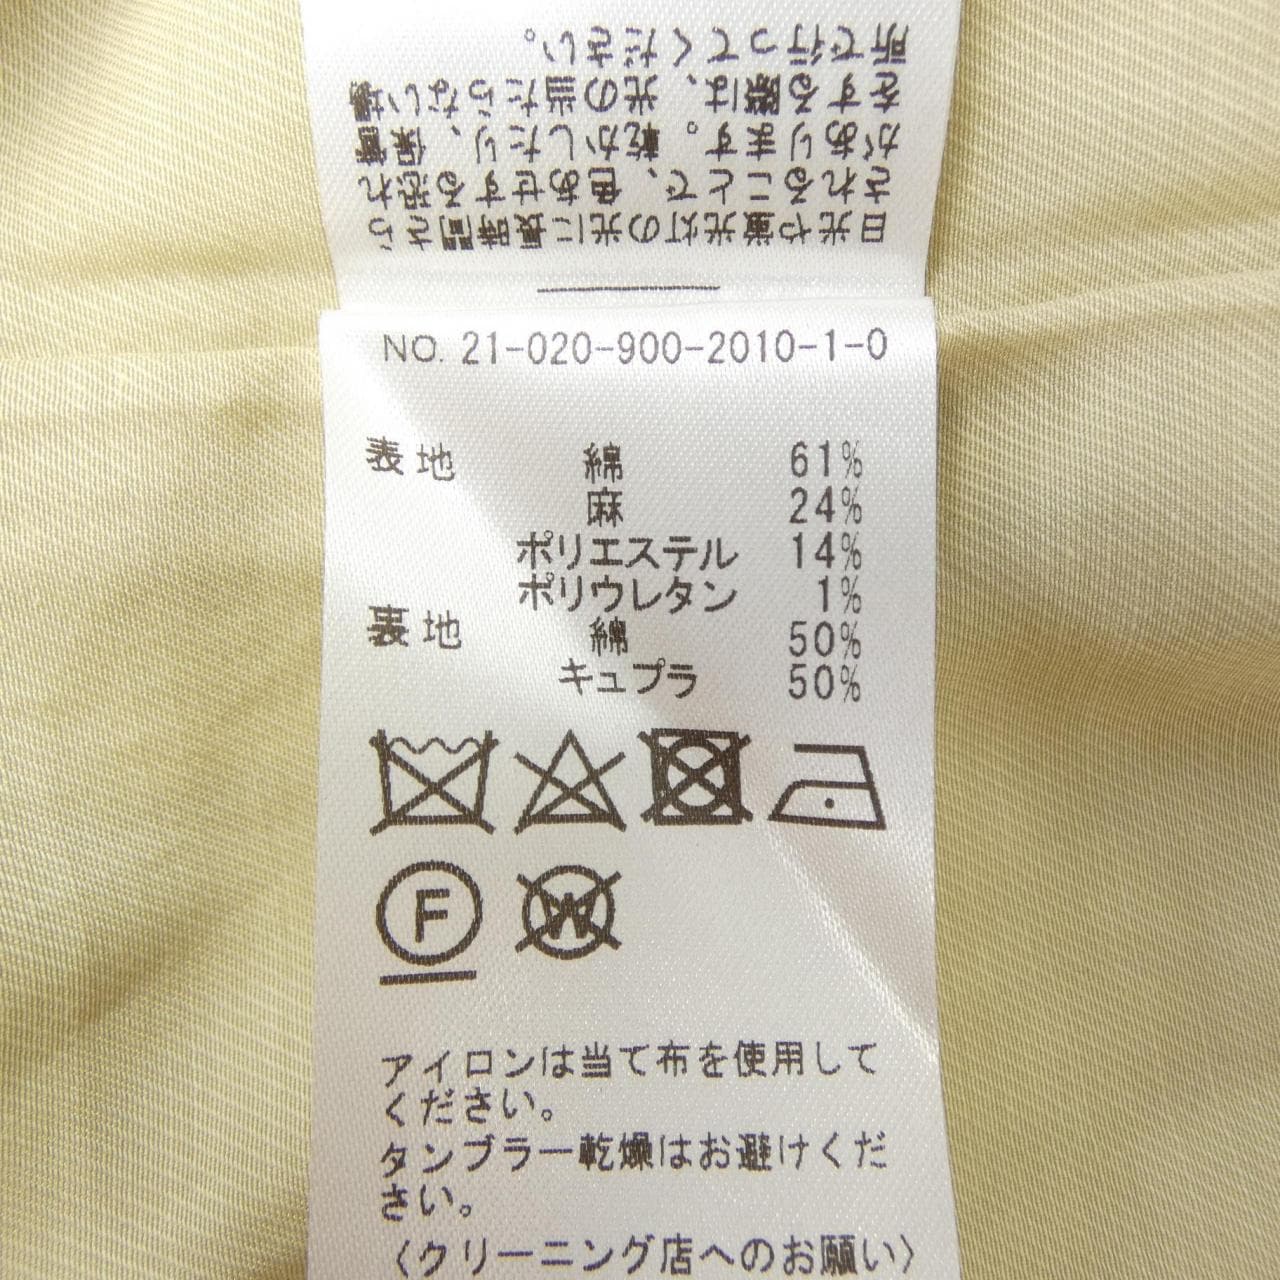 日光や蛍光灯の光に長時間さら
されることで、色あせする恐れ
があります。乾かしたり、保管
をする際は、光の当たらない場
所で行ってください。
NO. 21-020-900-2010-1-0
表地 綿 61%
麻 24%
ポリエステル 14%
ポリウレタン 1%
裏地 綿 50%
キュプラ 50%
F W
アイロンは当て布を使用して
ください。
タンブラー乾燥はお避けくだ
さい。
〈クリーニング店へのお願い〉